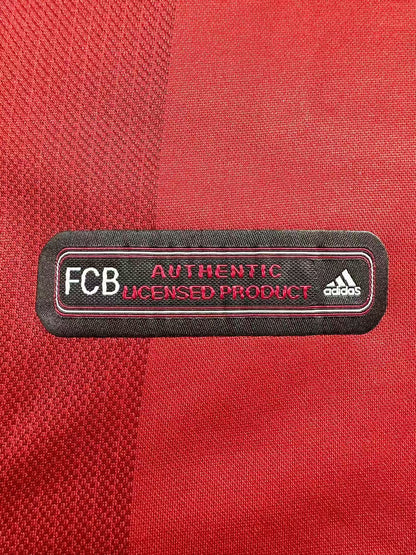 FCB
AUTHENTIC
LICENSED PRODUCT
adidas